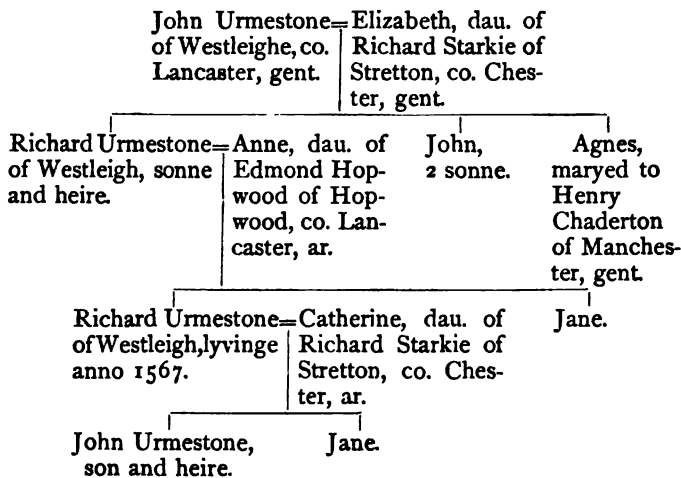 John Urmestone=Elizabeth, dau. of
of Westleighe, co. Richard Starkie of
Lancaster, gent. Stretton, co. Ches-
ter, gent.
Richard Urmestone=Anne, dau. of John, Agnes,
of Westleigh, sonne Edmond Hop- 2 sonne. maryed to
and heire. wood of Hop- Henry
wood, co. Lan- Chaderton
caster, ar. of Manches-
ter, gent.
Richard Urmestone=Catherine, dau. of Jane.
of Westleigh, lyvinge Richard Starkie of
anno 1567. Stretton, co. Ches-
ter, ar.
John Urmestone, Jane.
son and heire.